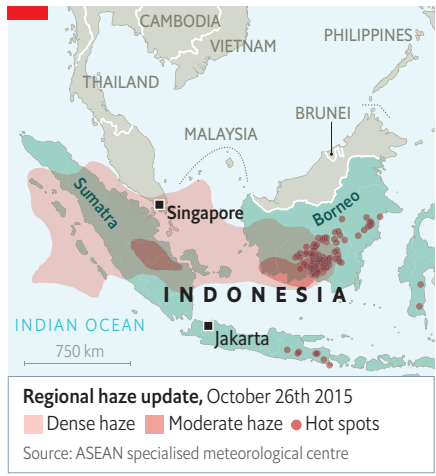 CAMBODIA
PHILIPPINES
VIETNAM
THAILAND
BRUNEI
MALAYSIA
Sumatra
Singapore
Borneo
INDONESIA
INDIAN OCEAN
Jakarta
750 km
Regional haze update, October 26th 2015
Dense haze Moderate haze Hot spots
Source: ASEAN specialised meteorological centre